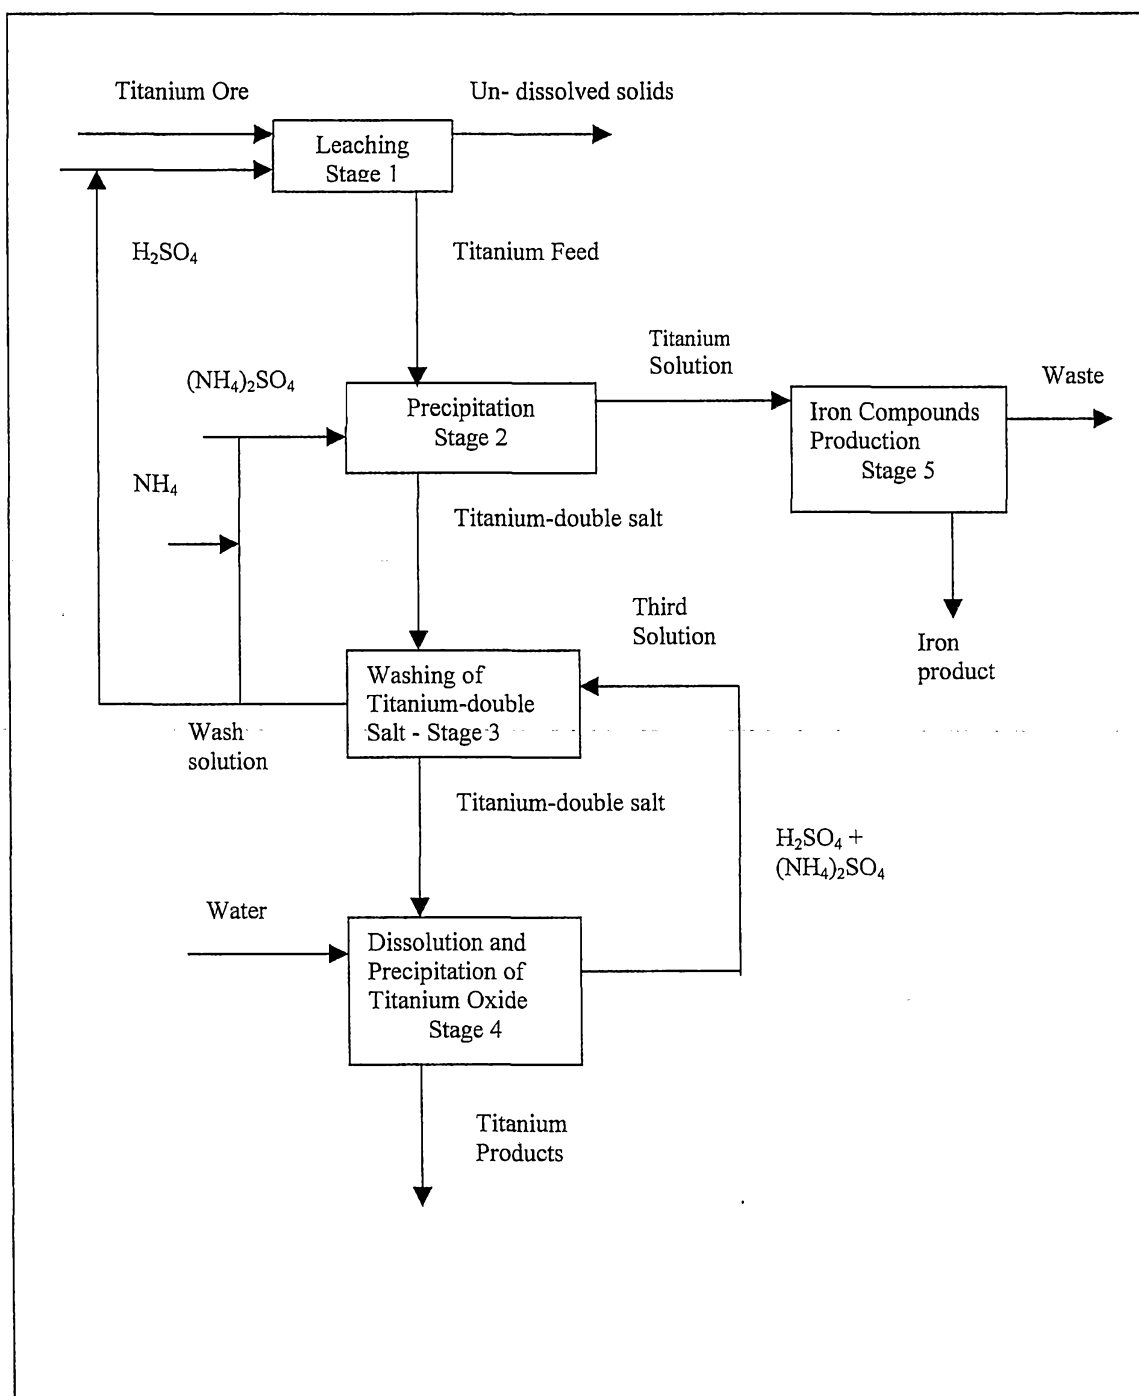 Titanium Ore
Un- dissolved solids
Leaching
Stage 1
H₂SO₄
Titanium Feed
Titanium
Solution
(NH₄)₂SO₄
Waste
Precipitation
Stage 2
Iron Compounds
Production
Stage 5
NH₄
Titanium-double salt
Third
Solution
Iron
product
Washing of
Titanium-double
Salt - Stage 3
Wash
solution
Titanium-double salt
H₂SO₄ +
(NH₄)₂SO₄
Water
Dissolution and
Precipitation of
Titanium Oxide
Stage 4
Titanium
Products